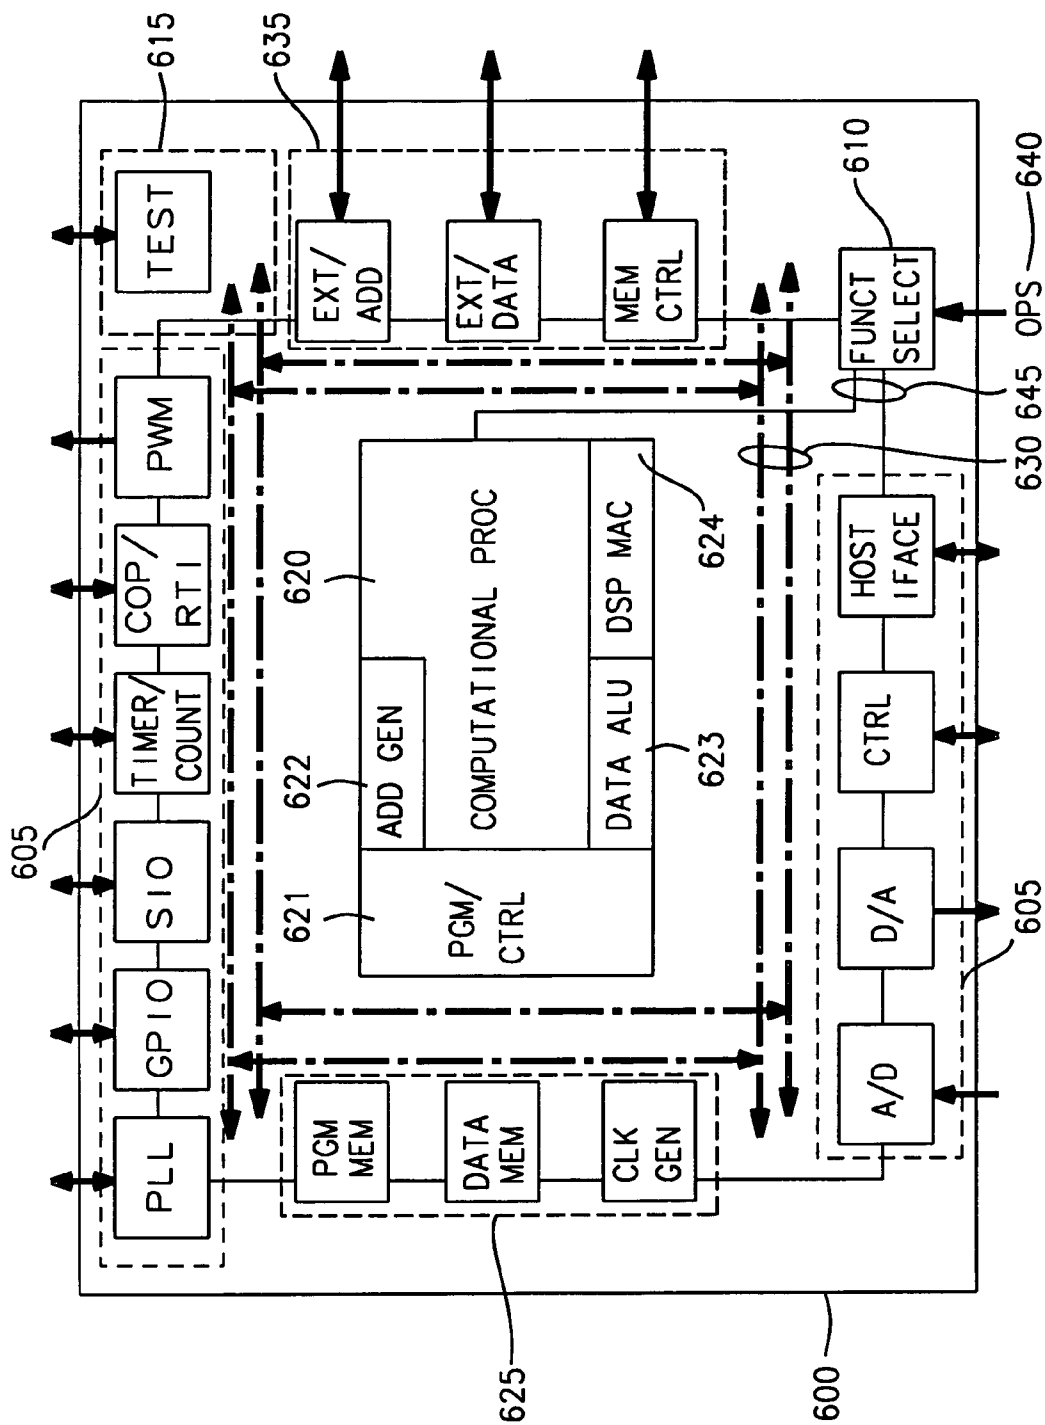 605
615
635
PLL
GPIO
SIO
TIMER/
COUNT
COP/
RTI
PWM
TEST
PGM
MEM
DATA
MEM
CLK
GEN
625
621
622
620
PGM/
CTRL
ADD GEN
COMPUTATIONAL PROC
DATA ALU
DSP MAC
623
624
EXT/
ADD
EXT/
DATA
MEM
CTRL
630
645
610
FUNCT
SELECT
OPS
640
A/D
D/A
CTRL
HOST
IFACE
605
600